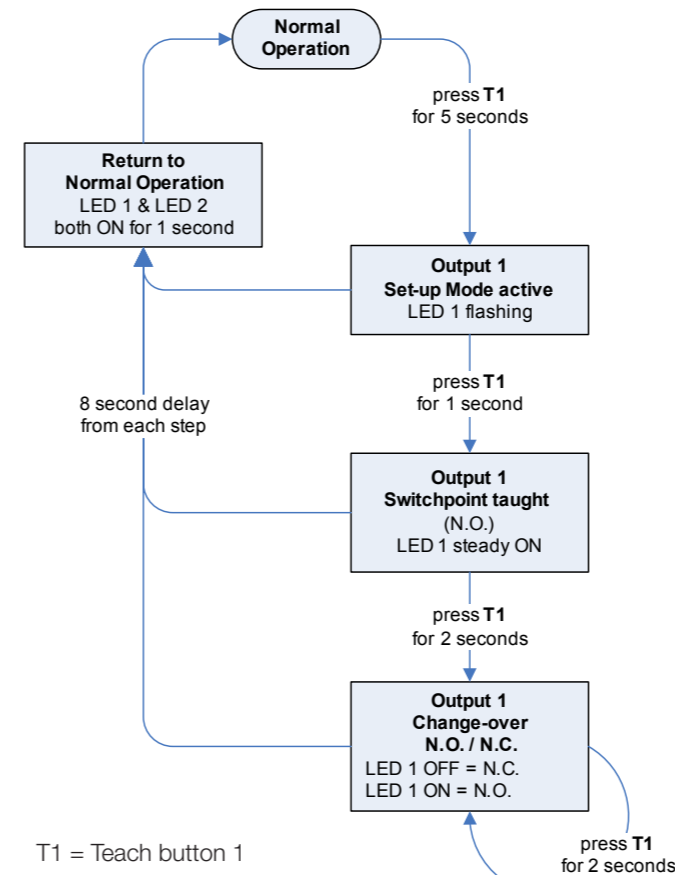 Normal
Operation
press T1
for 5 seconds
Return to
Normal Operation
LED 1 & LED 2
both ON for 1 second
Output 1
Set-up Mode active
LED 1 flashing
press T1
for 1 second
8 second delay
from each step
Output 1
Switchpoint taught
(N.O.)
LED 1 steady ON
press T1
for 2 seconds
Output 1
Change-over
N.O. / N.C.
LED 1 OFF = N.C.
LED 1 ON = N.O.
press T1
for 2 seconds
T1 = Teach button 1